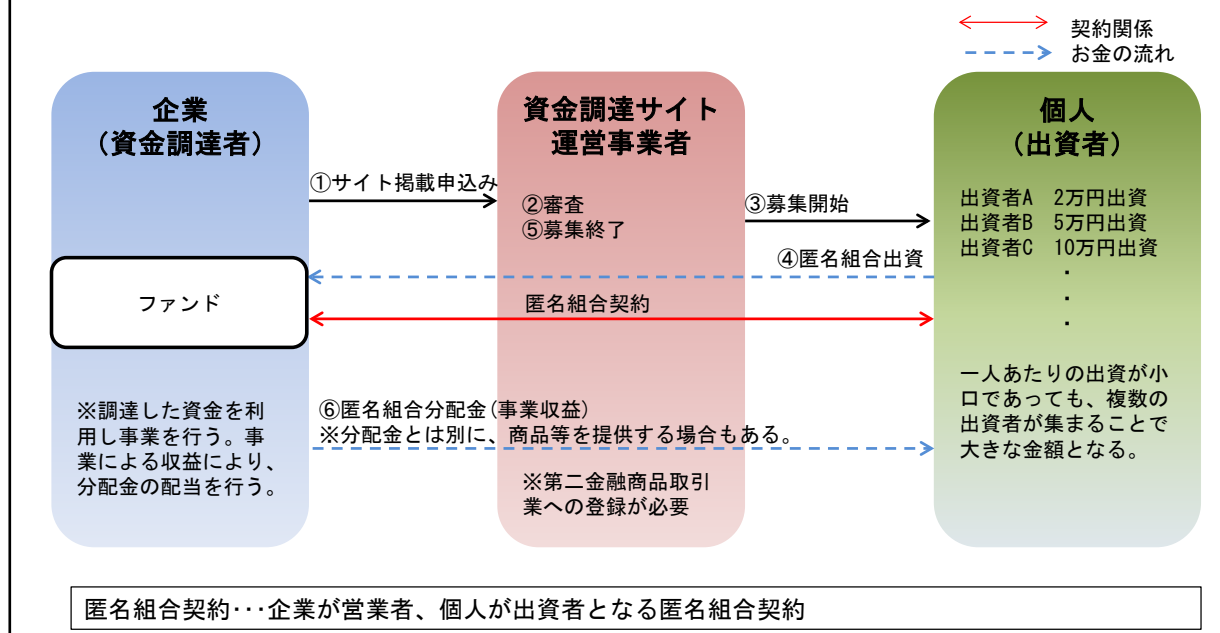 契約関係
お金の流れ
企業
（資金調達者）
資金調達サイト
運営事業者
個人
（出資者）
①サイト掲載申込み
②審査
⑤募集終了
③募集開始
出資者A　2万円出資
出資者B　5万円出資
出資者C　10万円出資
・
・
・
④匿名組合出資
ファンド
匿名組合契約
※調達した資金を利
用し事業を行う。事
業による収益により、
分配金の配当を行う。
⑥匿名組合分配金(事業収益)
※分配金とは別に、商品等を提供する場合もある。
※第二金融商品取引
業への登録が必要
一人あたりの出資が小
口であっても、複数の
出資者が集まることで
大きな金額となる。
匿名組合契約･･･企業が営業者、個人が出資者となる匿名組合契約